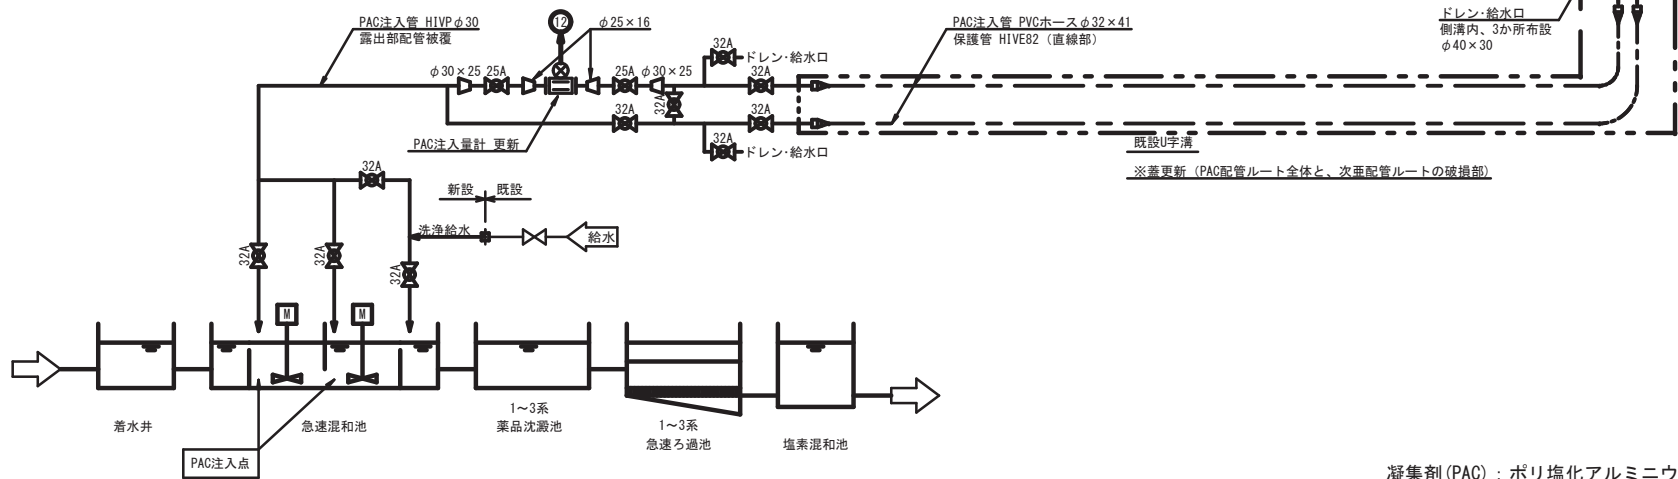 PAC注入管 HIVPφ30
露出部配管被覆
12
φ25×16
PAC注入管 PVCホースφ32×41
保護管 HIVE82 (直線部)
ドレン･給水口
側溝内、3か所布設
φ40×30
32A
ドレン･給水口
φ30×25
25A
25A
φ30×25
32A
32A
32A
32A
PAC注入量計 更新
32A
ドレン･給水口
既設U字溝
※蓋更新 (PAC配管ルート全体と、次亜配管ルートの破損部)
32A
新設
既設
洗浄給水
給水
32A
32A
32A
M
M
着水井
急速混和池
1～3系
薬品沈澱池
1～3系
急速ろ過池
塩素混和池
PAC注入点
凝集剤(PAC) : ポリ塩化アルミニウ